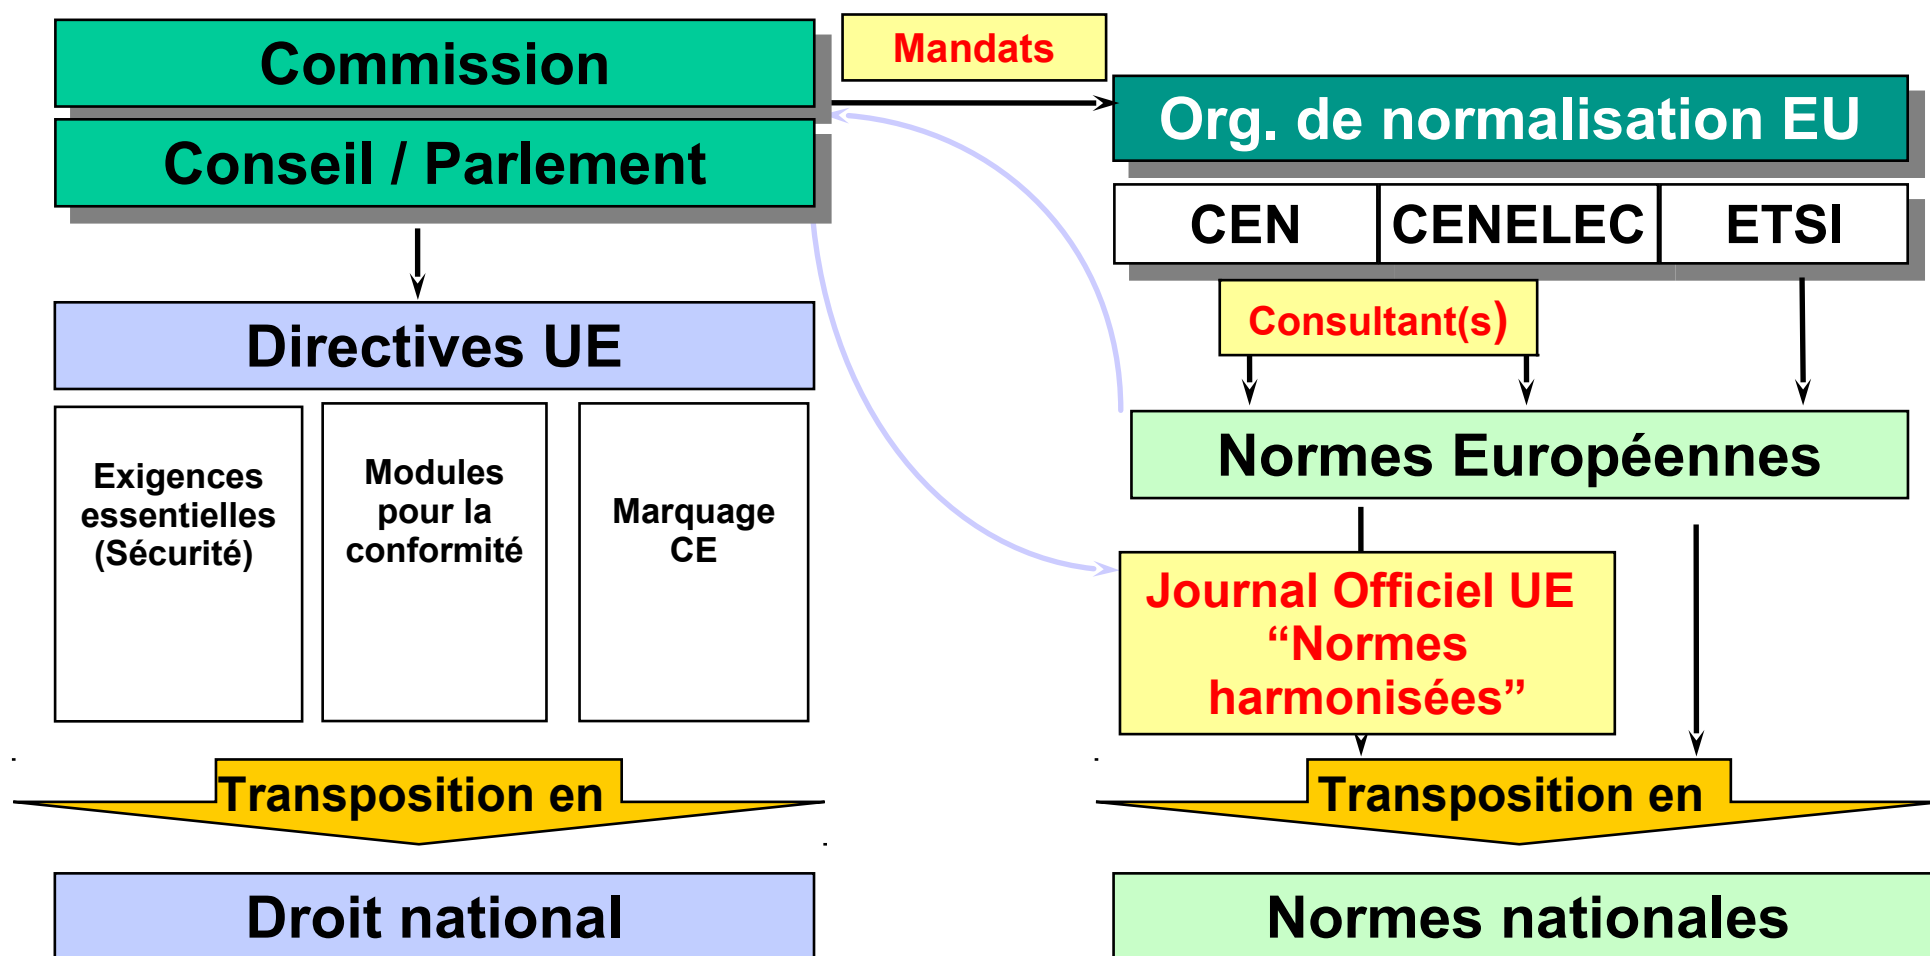 Commission
Conseil / Parlement
Mandats
Org. de normalisation EU
CEN
CENELEC
ETSI
Consultant(s)
Directives UE
Exigences
essentielles
(Sécurité)
Modules
pour la
conformité
Marquage
CE
Normes Européennes
Journal Officiel UE
“Normes
harmonisées”
Transposition en
Transposition en
Droit national
Normes nationales